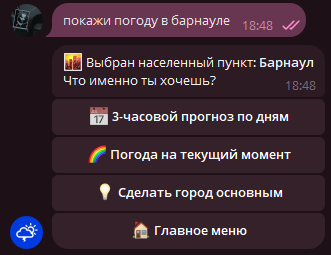 покажи погоду в барнауле
18:48
Выбран населенный пункт: Барнаул
Что именно ты хочешь?
18:48
17
3-часовой прогноз по дням
Погода на текущий момент
Сделать город основным
Главное меню